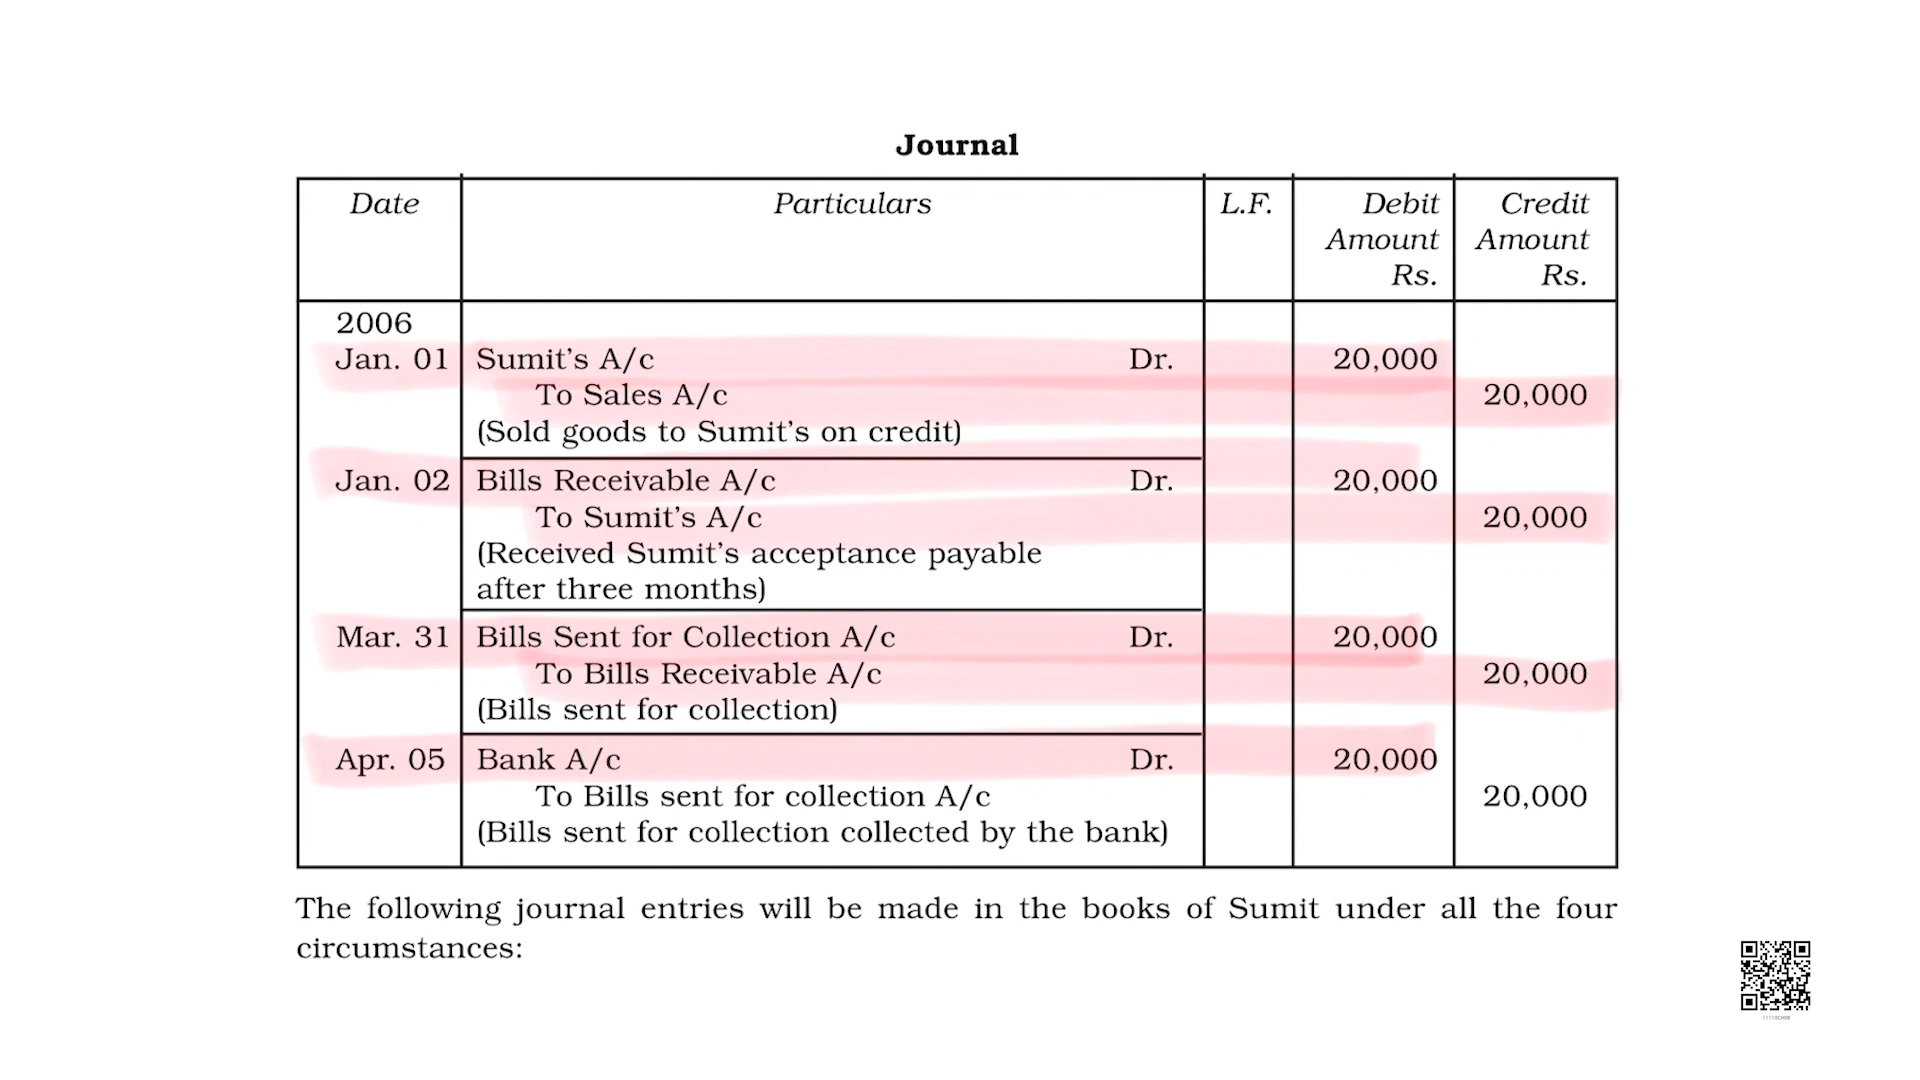 Journal
Date Particulars L.F. Debit Credit
Amount Amount
Rs. Rs.
2006
Jan. 01 Sumit’s A/c Dr. 20,000
To Sales A/c 20,000
(Sold goods to Sumit’s on credit)
Jan. 02 Bills Receivable A/c Dr. 20,000
To Sumit’s A/c 20,000
(Received Sumit’s acceptance payable
after three months)
Mar. 31 Bills Sent for Collection A/c Dr. 20,000
To Bills Receivable A/c 20,000
(Bills sent for collection)
Apr. 05 Bank A/c Dr. 20,000
To Bills sent for collection A/c 20,000
(Bills sent for collection collected by the bank)
The following journal entries will be made in the books of Sumit under all the four
circumstances: